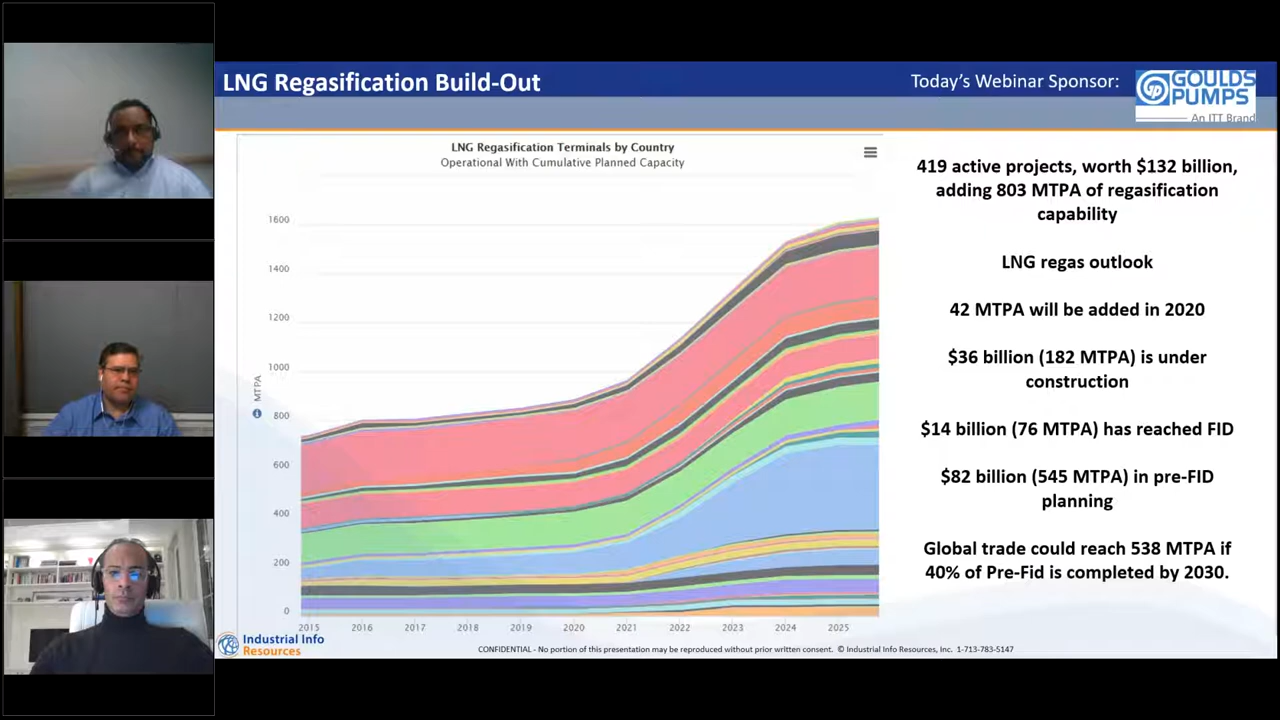 LNG Regasification Build-Out
Today's Webinar Sponsor:
GOULDS
PUMPS
An ITT Brand
LNG Regasification Terminals by Country
Operational With Cumulative Planned Capacity
1600
1400
1200
1000
800
600
400
200
0
MTPA
2015 2016 2017 2018 2019 2020 2021 2022 2023 2024 2025
419 active projects, worth $132 billion,
adding 803 MTPA of regasification
capability
LNG regas outlook
42 MTPA will be added in 2020
$36 billion (182 MTPA) is under
construction
$14 billion (76 MTPA) has reached FID
$82 billion (545 MTPA) in pre-FID
planning
Global trade could reach 538 MTPA if
40% of Pre-Fid is completed by 2030.
Industrial Info
Resources
CONFIDENTIAL - No portion of this presentation may be reproduced without prior written consent. © Industrial Info Resources, Inc. 1-713-783-5147